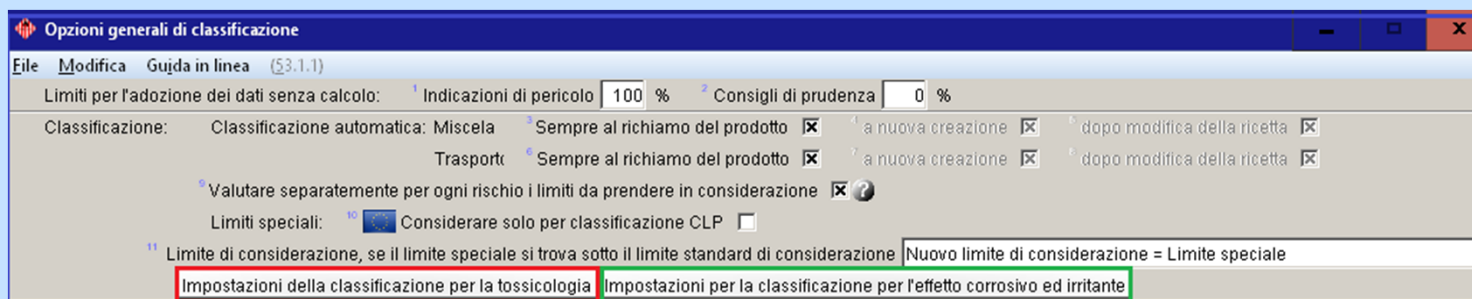 Opzioni generali di classificazione
File Modifica Guida in linea (53.1.1)
Limiti per l'adozione dei dati senza calcolo: 1 Indicazioni di pericolo 100 % 2 Consigli di prudenza 0 %
Classificazione: Classificazione automatica: Miscela 3 Sempre al richiamo del prodotto 4 a nuova creazione 5 dopo modifica della ricetta
Trasporto 6 Sempre al richiamo del prodotto 7 a nuova creazione 8 dopo modifica della ricetta
9 Valutare separatemente per ogni rischio i limiti da prendere in considerazione ?
Limiti speciali: 10 Considerare solo per classificazione CLP
11 Limite di considerazione, se il limite speciale si trova sotto il limite standard di considerazione Nuovo limite di considerazione = Limite speciale
Impostazioni della classificazione per la tossicologia Impostazioni per la classificazione per l'effetto corrosivo ed irritante